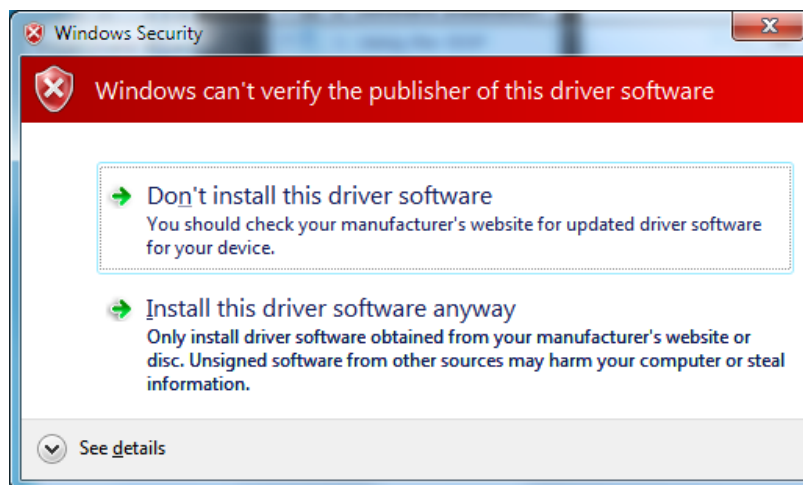 Windows Security
Windows can't verify the publisher of this driver software
Don't install this driver software
You should check your manufacturer's website for updated driver software
for your device.
Install this driver software anyway
Only install driver software obtained from your manufacturer's website or
disc. Unsigned software from other sources may harm your computer or steal
information.
See details